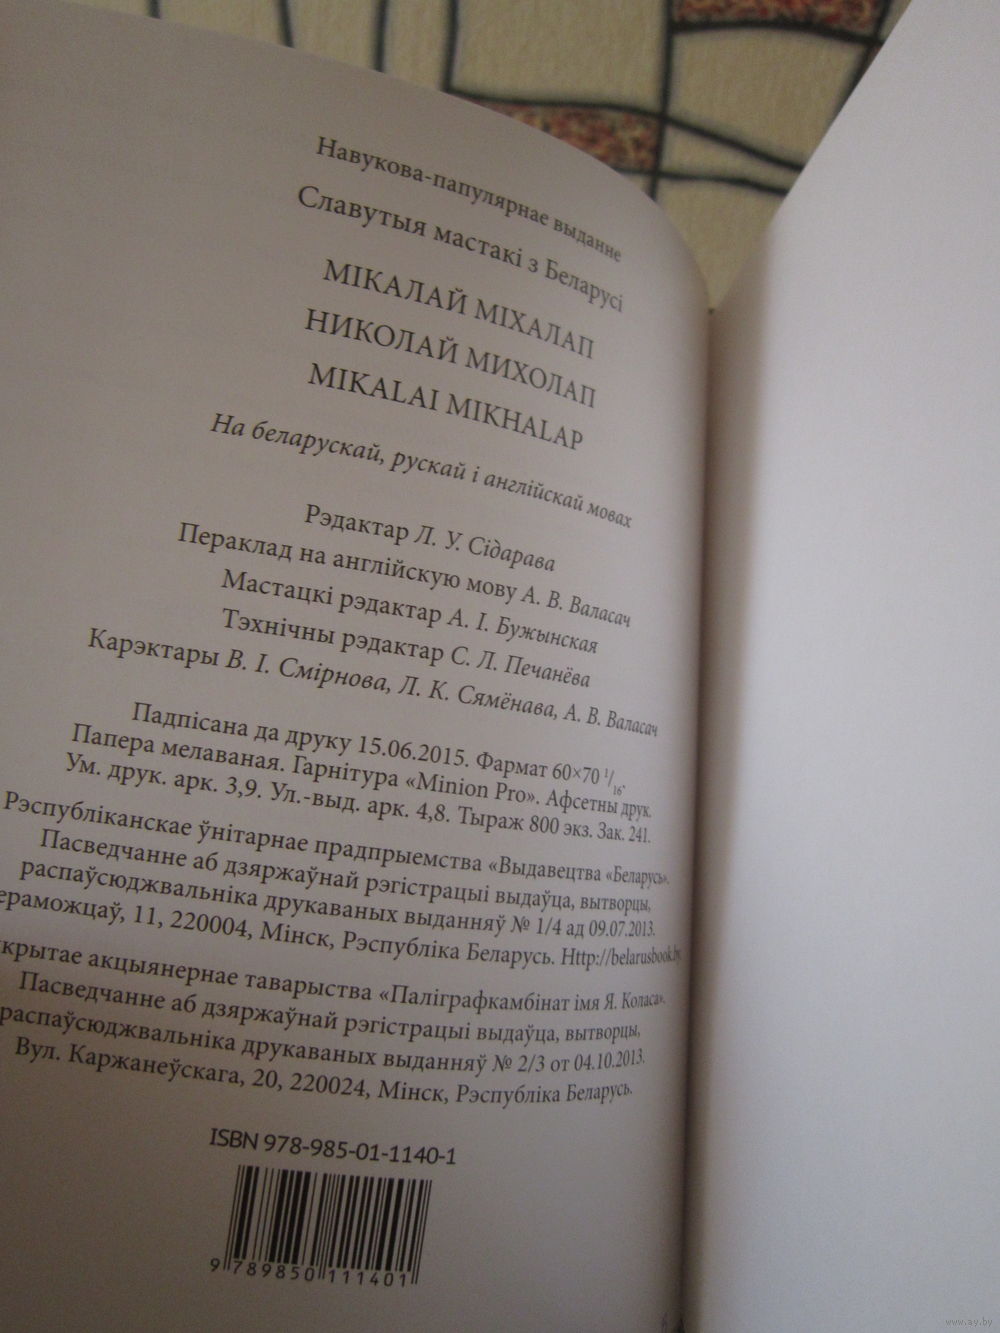 Навукова-папулярнае выданне
Славутыя мастакі з Беларусі
МІКАЛАЙ МІХАЛАП
НИКОЛАЙ МИХОЛАП
MIKALAI MIKHALAP
На беларускай, рускай і англійскай мовах
Рэдактар Л. У. Сідарава
Пераклад на англійскую мову А. В. Валасач
Мастацкі рэдактар А. І. Бужынская
Тэхнічны рэдактар С. Л. Печанёва
Карэктары В. І. Смірнова, Л. К. Сямёнава, А. В. Валасач
Падпісана да друку 15.06.2015. Фармат 60×70 1/16.
Папера мелаваная. Гарнітура «Minion Pro». Афсетны друк.
Ум. друк. арк. 3,9. Ул.-выд. арк. 4,8. Тыраж 800 экз. Зак. 241.
Рэспубліканскае ўнітарнае прадпрыемства «Выдавецтва «Беларусь».
Пасведчанне аб дзяржаўнай рэгістрацыі выдаўца, вытворцы,
распаўсюджвальніка друкаваных выданняў № 1/4 ад 09.07.2013.
ераможцаў, 11, 220004, Мінск, Рэспубліка Беларусь. Http://belarusbook.by
крытае акцыянернае таварыства «Паліграфкамбінат імя Я. Коласа».
Пасведчанне аб дзяржаўнай рэгістрацыі выдаўца, вытворцы,
распаўсюджвальніка друкаваных выданняў № 2/3 от 04.10.2013.
Вул. Каржанеўскага, 20, 220024, Мінск, Рэспубліка Беларусь.
ISBN 978-985-01-1140-1
9 789850 111401
www.ay.by